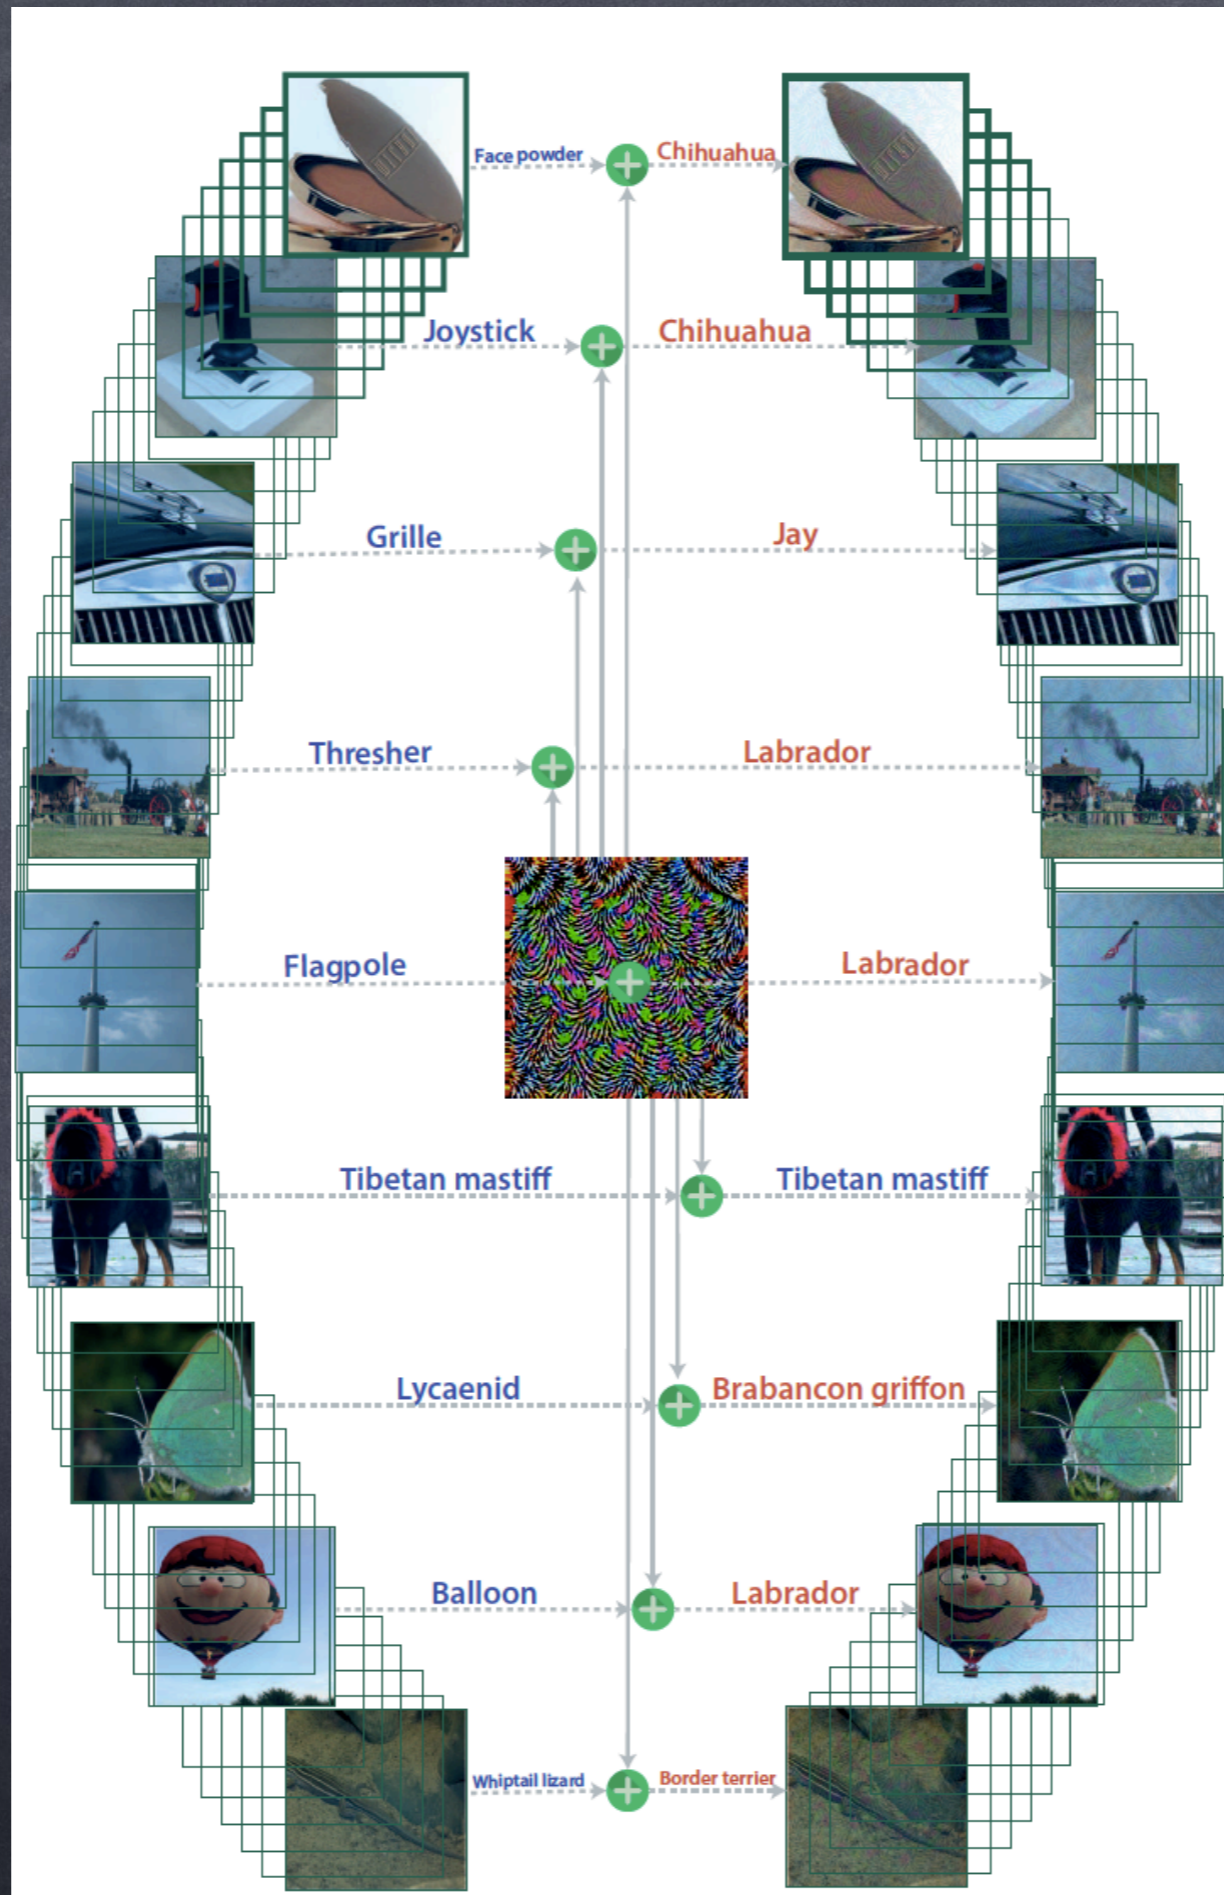 Face powder
Chihuahua
Joystick
Chihuahua
Grille
Jay
Thresher
Labrador
Flagpole
Labrador
Tibetan mastiff
Tibetan mastiff
Lycaenid
Brabancon griffon
Balloon
Labrador
Whiptail lizard
Border terrier